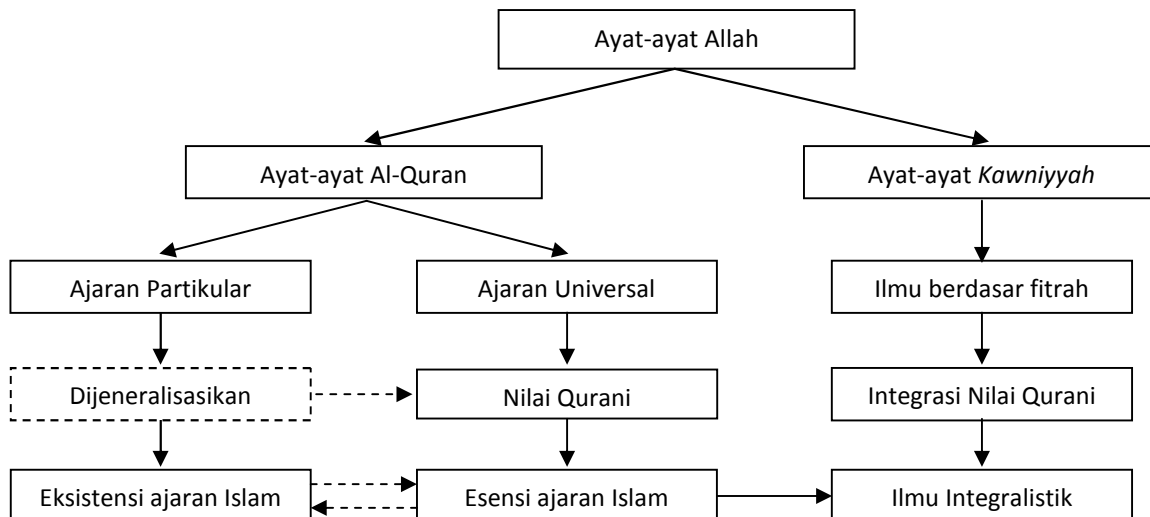 Ayat-ayat Allah
Ayat-ayat Al-Quran
Ayat-ayat Kawniyyah
Ajaran Partikular
Ajaran Universal
Ilmu berdasar fitrah
Dijeneralisasikan
Nilai Qurani
Integrasi Nilai Qurani
Eksistensi ajaran Islam
Esensi ajaran Islam
Ilmu Integralistik